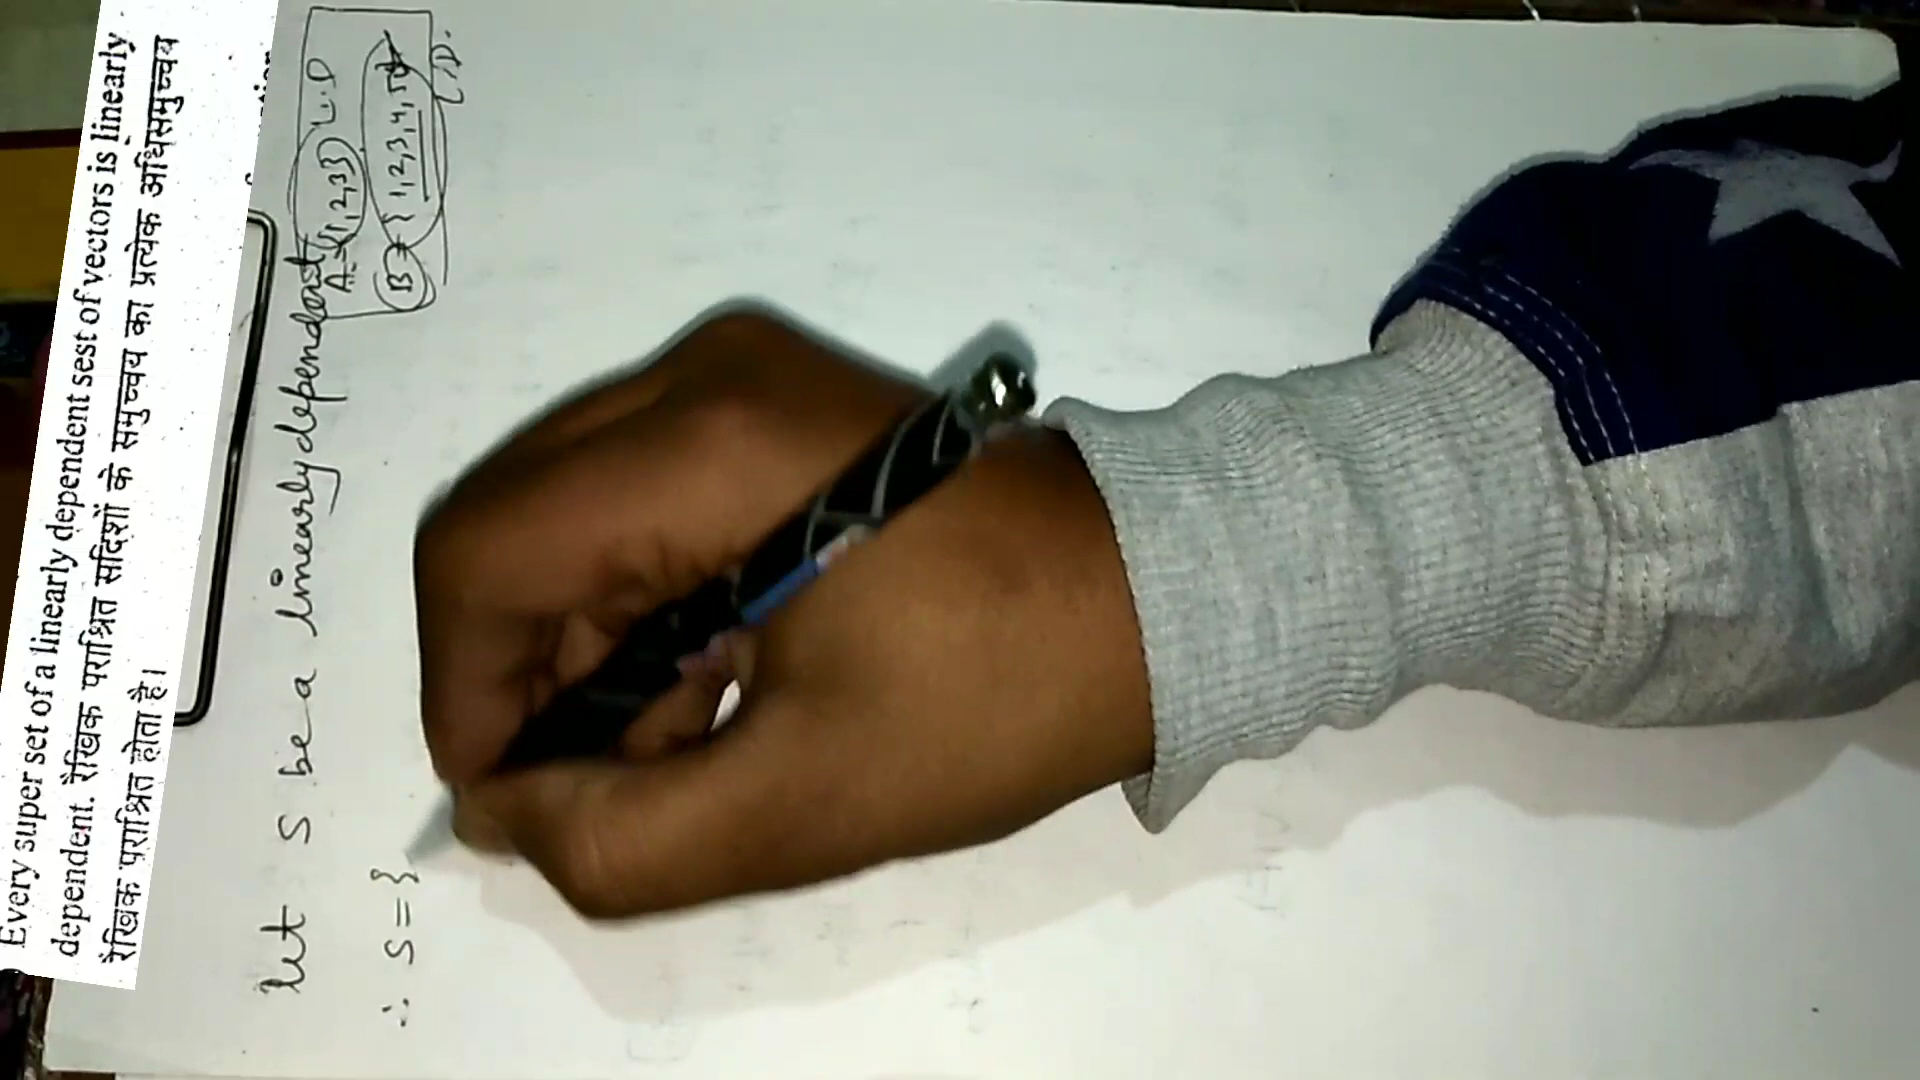 Every super set of a linearly dependent sest of vectors is linearly
dependent. रैखिक पराश्रित सदिशों के समुच्चय का प्रत्येक अधिसमुच्चय
रैखिक पराश्रित होता है।
A = {1,2,3} L.D
B = {1,2,3,4,5}
L.D.
let S be a linearly dependent
∴ S = {